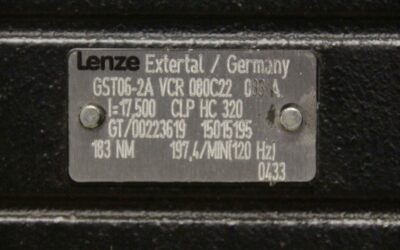 Lenze Extertal / Germany
GST06-2A VCR 080C22
I=17,500 CLP HC 320
GT/00223619 15015195
183 NM 197,4/MIN(120 Hz)
0433